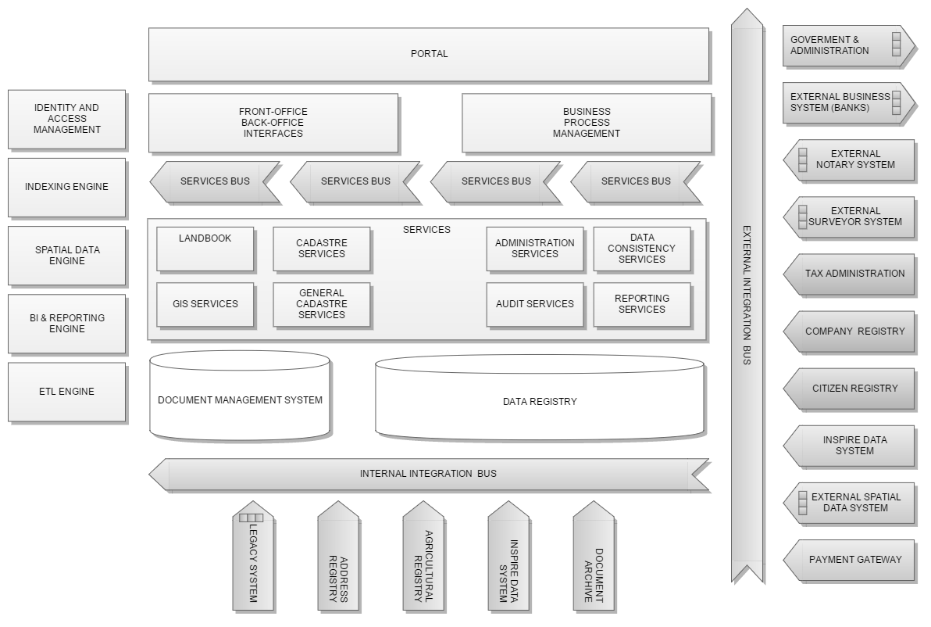 PORTAL
IDENTITY AND
ACCESS
MANAGEMENT
INDEXING ENGINE
SPATIAL DATA
ENGINE
BI & REPORTING
ENGINE
ETL ENGINE
FRONT-OFFICE
BACK-OFFICE
INTERFACES
BUSINESS
PROCESS
MANAGEMENT
SERVICES BUS
SERVICES BUS
SERVICES BUS
SERVICES BUS
SERVICES
LANDBOOK
CADASTRE
SERVICES
ADMINISTRATION
SERVICES
DATA
CONSISTENCY
SERVICES
GIS SERVICES
GENERAL
CADASTRE
SERVICES
AUDIT SERVICES
REPORTING
SERVICES
DOCUMENT MANAGEMENT SYSTEM
DATA REGISTRY
INTERNAL INTEGRATION BUS
LEGACY SYSTEM
ADDRESS
REGISTRY
AGRICULTURAL
REGISTRY
INSPIRE DATA
SYSTEM
DOCUMENT
ARCHIVE
EXTERNAL INTEGRATION BUS
GOVERMENT &
ADMINISTRATION
EXTERNAL BUSINESS
SYSTEM (BANKS)
EXTERNAL
NOTARY SYSTEM
EXTERNAL
SURVEYOR SYSTEM
TAX ADMINISTRATION
COMPANY REGISTRY
CITIZEN REGISTRY
INSPIRE DATA
SYSTEM
EXTERNAL SPATIAL
DATA SYSTEM
PAYMENT GATEWAY